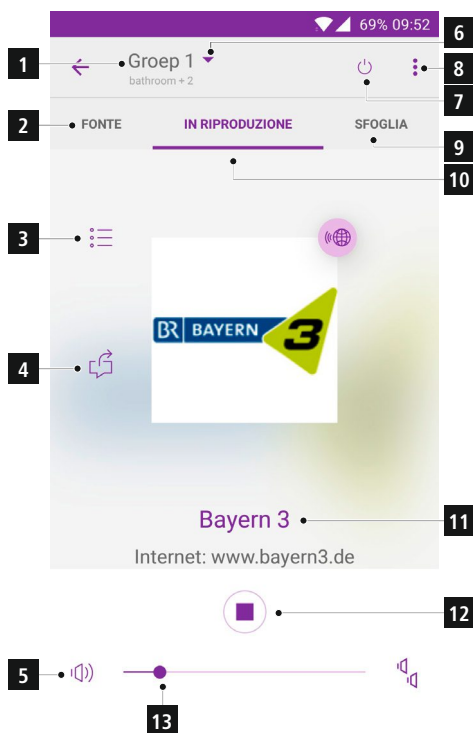 69% 09:52
6
1
Groep 1
bathroom + 2
8
7
2
FONTE
IN RIPRODUZIONE
SFOGLIA
9
10
3
BR BAYERN 3
4
Bayern 3
11
Internet: www.bayern3.de
12
5
13